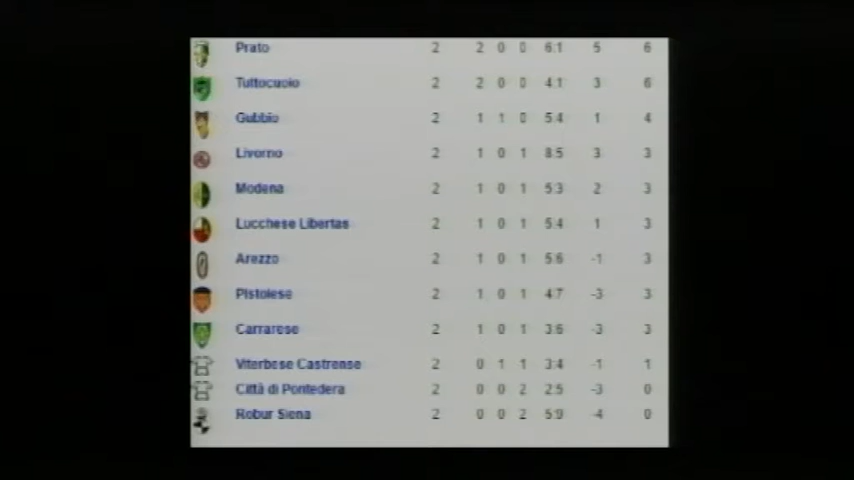 Prato 2 2 0 0 6:1 5 6
Tuttocuoio 2 2 0 0 4:1 3 6
Gubbio 2 1 1 0 5:4 1 4
Livorno 2 1 0 1 8:5 3 3
Modena 2 1 0 1 5:3 2 3
Lucchese Libertas 2 1 0 1 5:4 1 3
Arezzo 2 1 0 1 5:6 -1 3
Pistoiese 2 1 0 1 4:7 -3 3
Carrarese 2 1 0 1 3:6 -3 3
Viterbese Castrense 2 0 1 1 3:4 -1 1
Città di Pontedera 2 0 0 2 2:5 -3 0
Robur Siena 2 0 0 2 5:9 -4 0